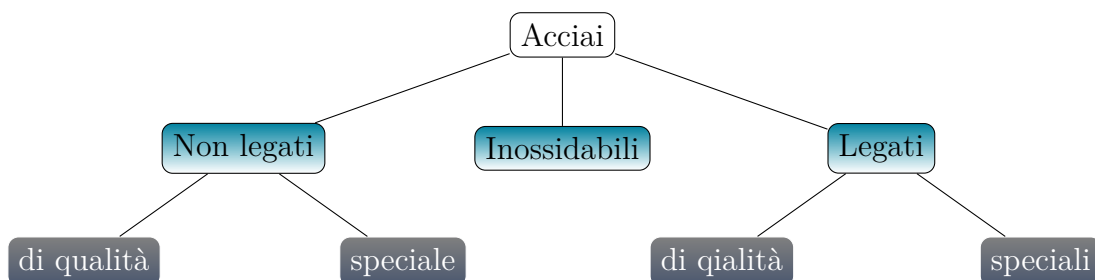 Acciai
Non legati
Inossidabili
Legati
di qualità
speciale
di qialità
speciali